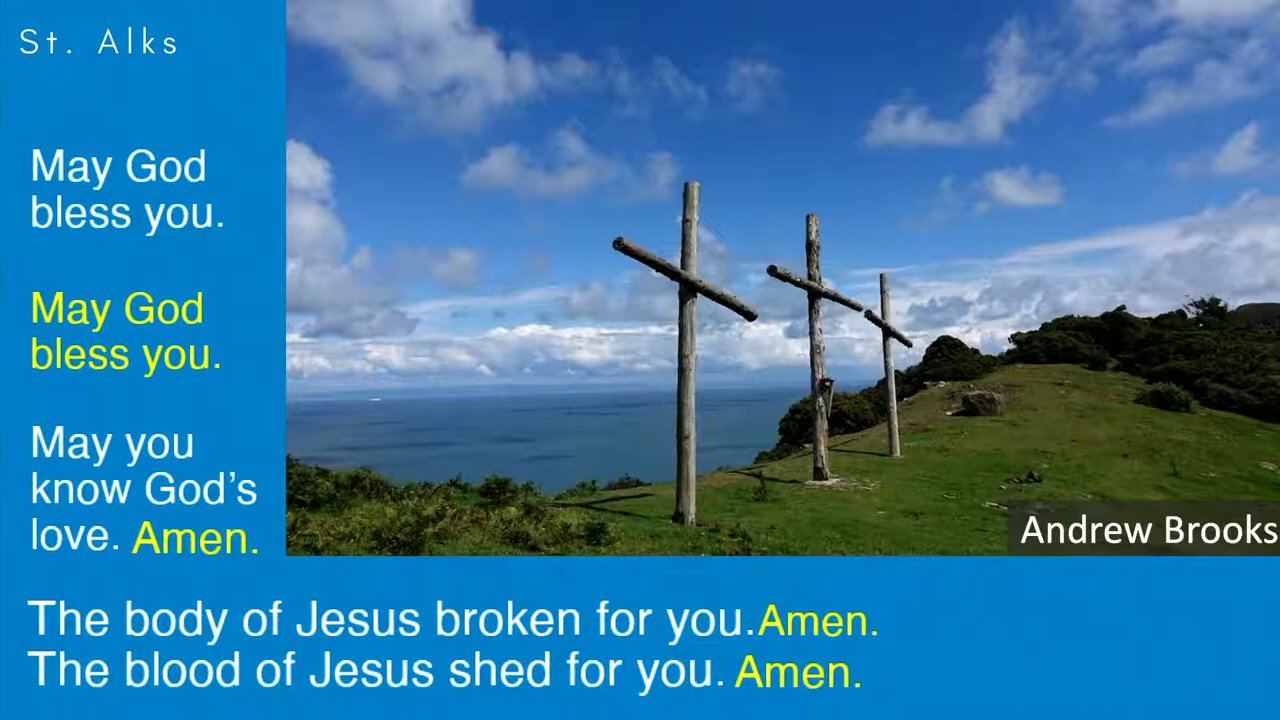 St. Alks
May God
bless you.
May God
bless you.
May you
know God’s
love. Amen.
Andrew Brooks
The body of Jesus broken for you. Amen.
The blood of Jesus shed for you. Amen.